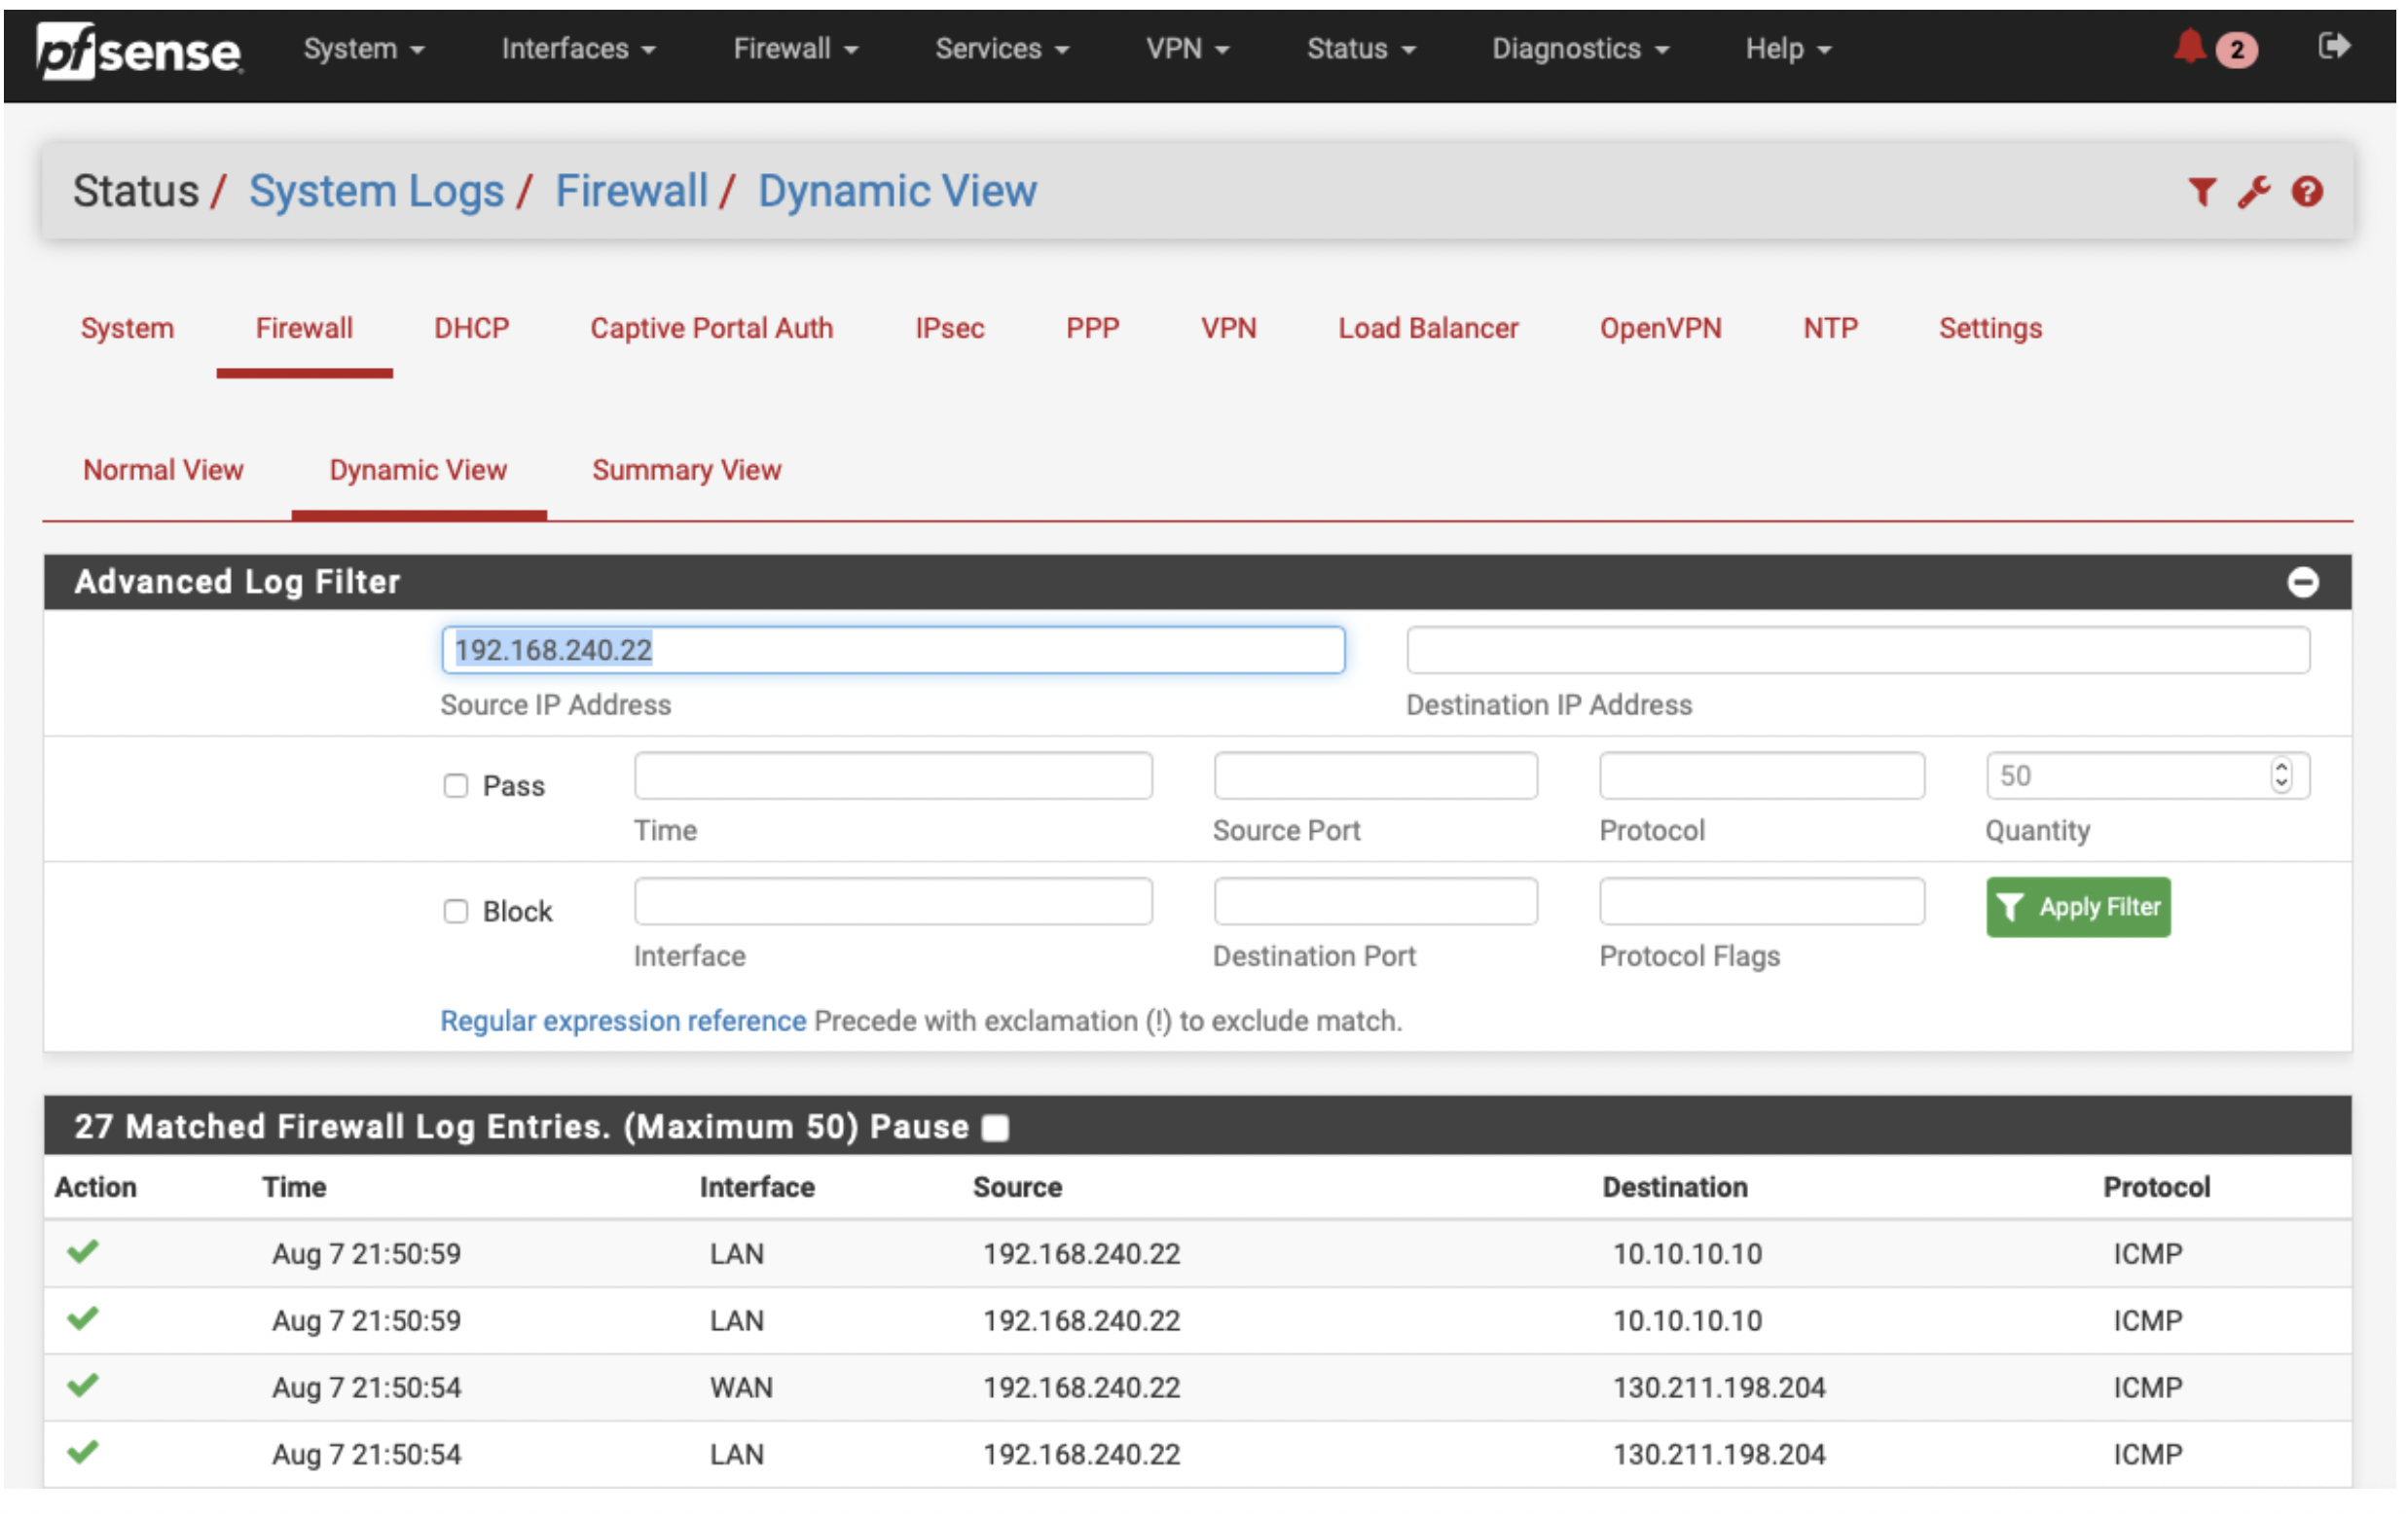 pfsense System Interfaces Firewall Services VPN Status Diagnostics Help 2
Status / System Logs / Firewall / Dynamic View
System Firewall DHCP Captive Portal Auth IPsec PPP VPN Load Balancer OpenVPN NTP Settings
Normal View Dynamic View Summary View
Advanced Log Filter
192.168.240.22
Source IP Address Destination IP Address
Pass 50
Time Source Port Protocol Quantity
Block Apply Filter
Interface Destination Port Protocol Flags
Regular expression reference Precede with exclamation (!) to exclude match.
27 Matched Firewall Log Entries. (Maximum 50) Pause
Action Time Interface Source Destination Protocol
Aug 7 21:50:59 LAN 192.168.240.22 10.10.10.10 ICMP
Aug 7 21:50:59 LAN 192.168.240.22 10.10.10.10 ICMP
Aug 7 21:50:54 WAN 192.168.240.22 130.211.198.204 ICMP
Aug 7 21:50:54 LAN 192.168.240.22 130.211.198.204 ICMP